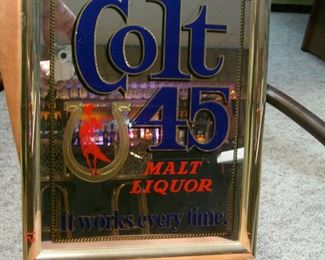 Colt
45
MALT
LIQUOR
It works every time.